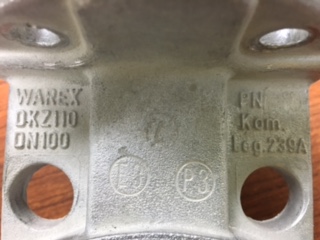 WAREX
DKZ110
DN100
PN
Kom.
Leg.239A
P3